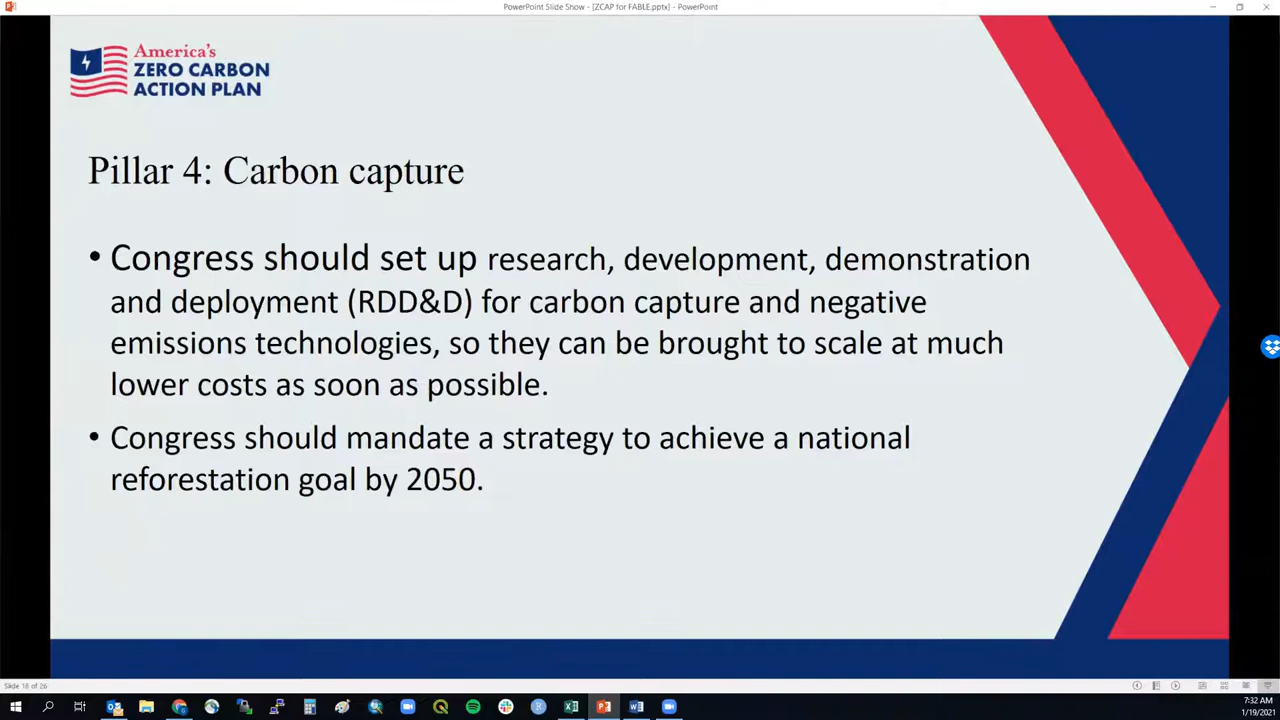 PowerPoint Slide Show - [ZCAP for FABLE.pptx] - PowerPoint
America's
ZERO CARBON
ACTION PLAN
Pillar 4: Carbon capture
• Congress should set up research, development, demonstration
and deployment (RDD&D) for carbon capture and negative
emissions technologies, so they can be brought to scale at much
lower costs as soon as possible.
• Congress should mandate a strategy to achieve a national
reforestation goal by 2050.
Slide 18 of 26
7:32 AM
1/19/2021